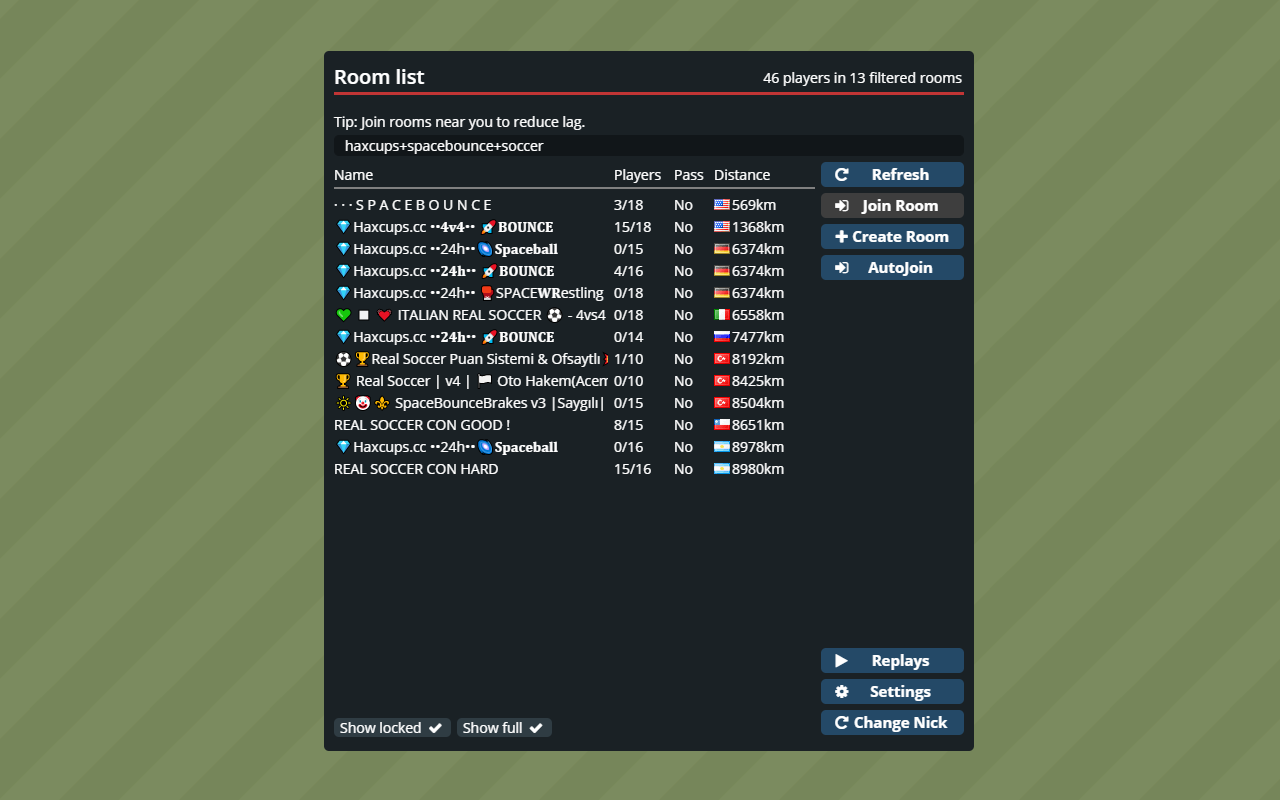 Room list 46 players in 13 filtered rooms
Tip: Join rooms near you to reduce lag.
haxcups+spacebounce+soccer
Name Players Pass Distance
···S P A C E B O U N C E 3/18 No 569km
💎Haxcups.cc ••𝟒𝐯𝟒•• 🚀𝐁𝐎𝐔𝐍𝐂𝐄 15/18 No 1368km
💎Haxcups.cc ••24h••🌌𝐒𝐩𝐚𝐜𝐞𝐛𝐚𝐥𝐥 0/15 No 6374km
💎Haxcups.cc ••𝟐𝟒𝐡•• 🚀𝐁𝐎𝐔𝐍𝐂𝐄 4/16 No 6374km
💎Haxcups.cc ••24h•• 🥊SPACE𝐖𝐑estling 0/18 No 6374km
💚 ◻ ❤ ITALIAN REAL SOCCER ⚽ - 4vs4 0/18 No 6558km
💎Haxcups.cc ••𝟐𝟒𝐡•• 🚀𝐁𝐎𝐔𝐍𝐂𝐄 0/14 No 7477km
⚽ 🏆Real Soccer Puan Sistemi & Ofsaytlı 1/10 No 8192km
🏆 Real Soccer | v4 | 🏳 Oto Hakem(Acem 0/10 No 8425km
🔅 🤡 ⚜ SpaceBounceBrakes v3 |Saygılı| 0/15 No 8504km
REAL SOCCER CON GOOD ! 8/15 No 8651km
💎Haxcups.cc ••24h••🌌𝐒𝐩𝐚𝐜𝐞𝐛𝐚𝐥𝐥 0/16 No 8978km
REAL SOCCER CON HARD 15/16 No 8980km
Refresh
Join Room
Create Room
AutoJoin
Replays
Settings
Change Nick
Show locked Show full